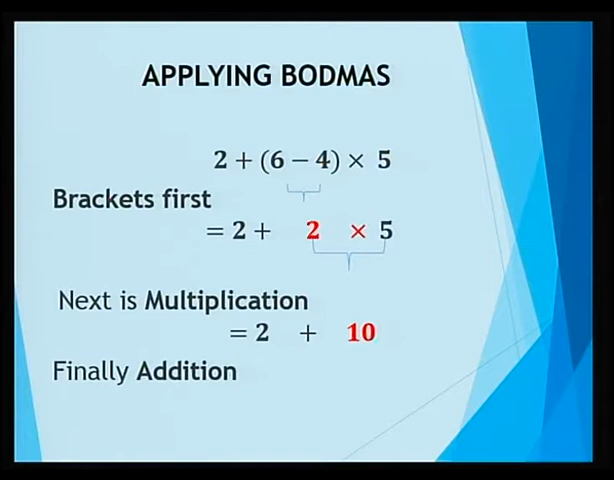 APPLYING BODMAS
2 + (6 − 4) × 5
Brackets first
= 2 + 2 × 5
Next is Multiplication
= 2 + 10
Finally Addition